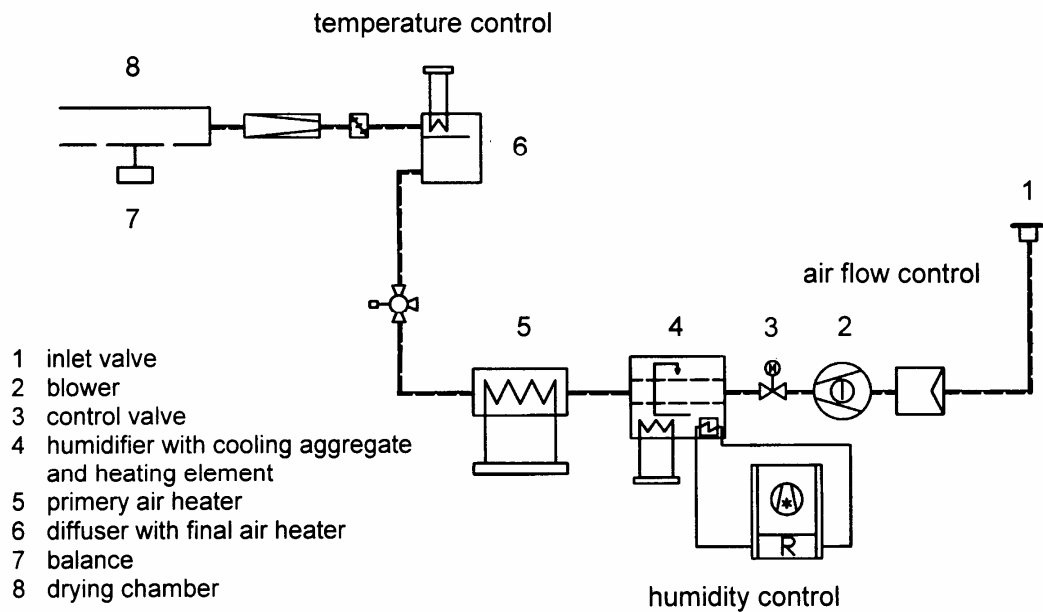 temperature control
8
6
7
1
air flow control
5
4
3
2
M
R
humidity control
1 inlet valve
2 blower
3 control valve
4 humidifier with cooling aggregate
and heating element
5 primery air heater
6 diffuser with final air heater
7 balance
8 drying chamber